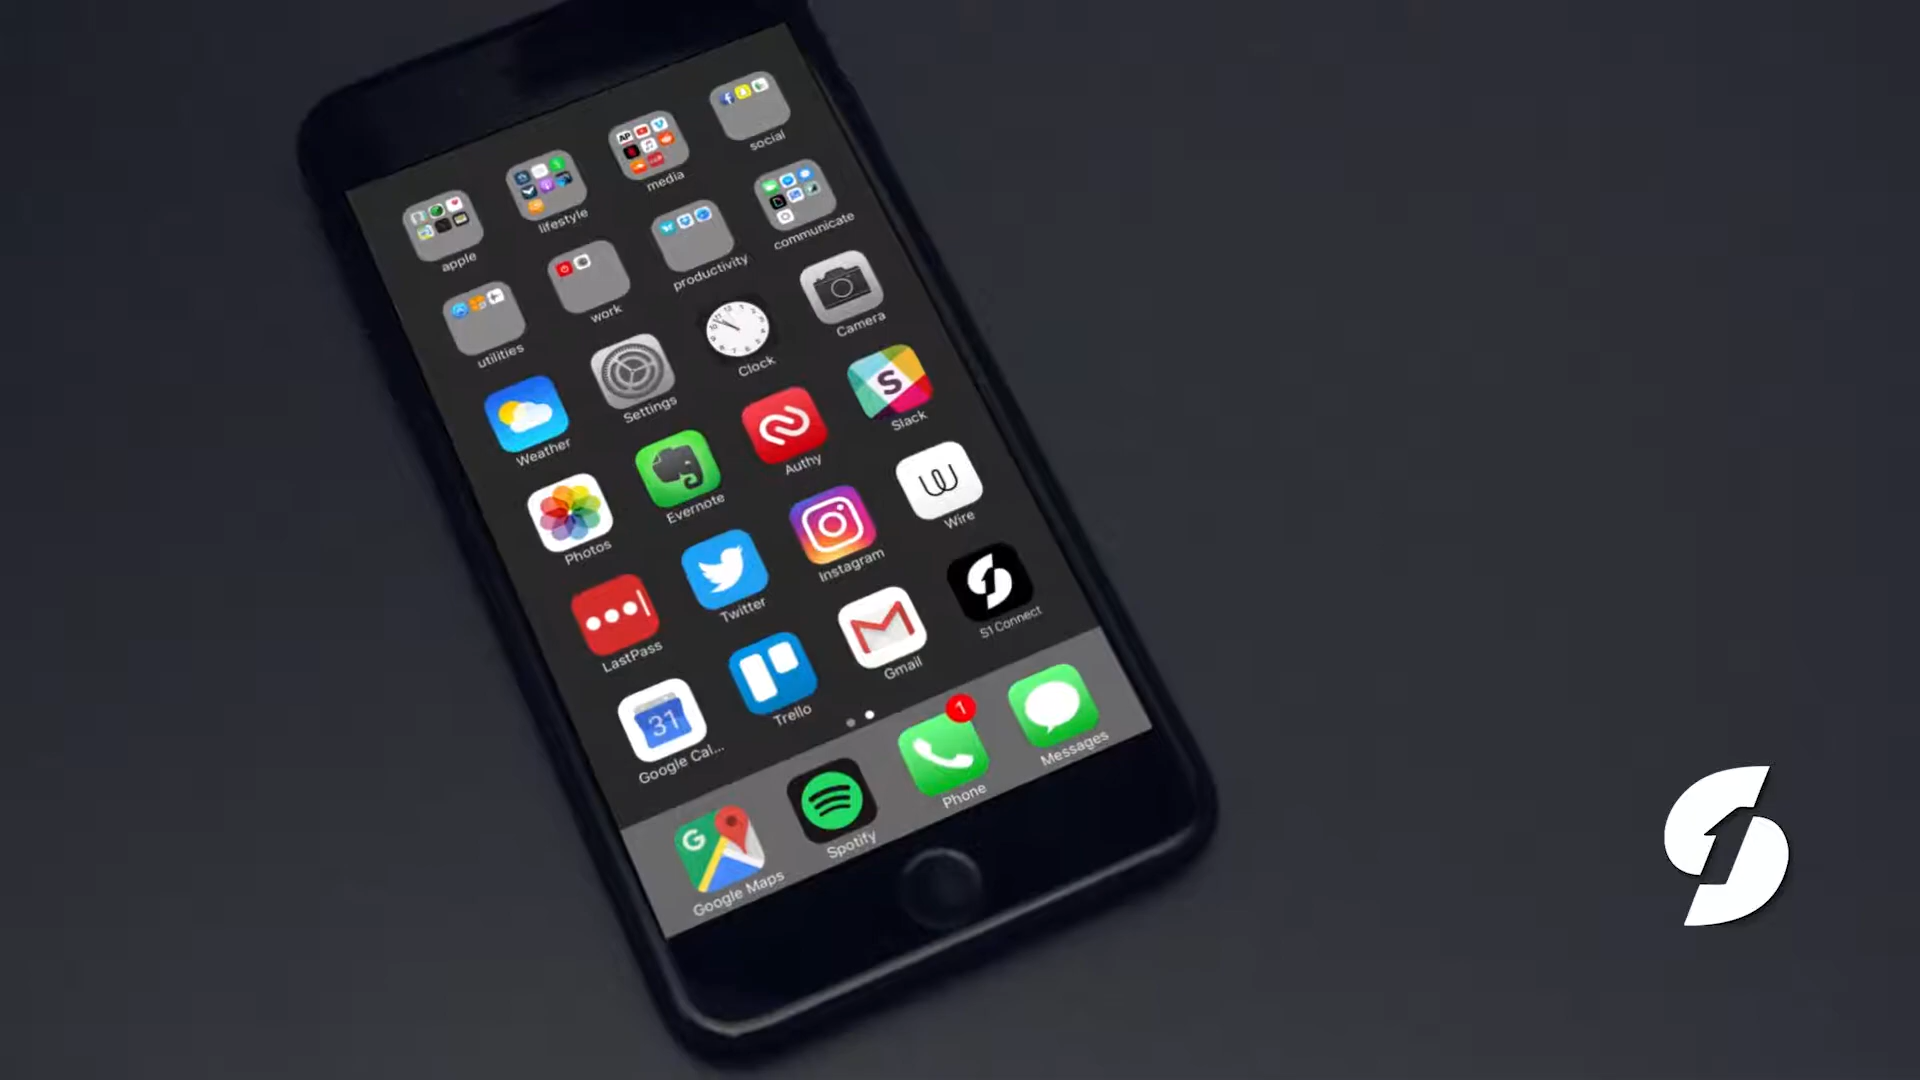 apple
lifestyle
media
social
utilities
work
productivity
communicate
Weather
Settings
Clock
Camera
Photos
Evernote
Authy
S
Slack
LastPass
Twitter
Instagram
Wire
31
Google Cal...
Trello
Gmail
S1 Connect
G
Google Maps
Spotify
1
Phone
Messages